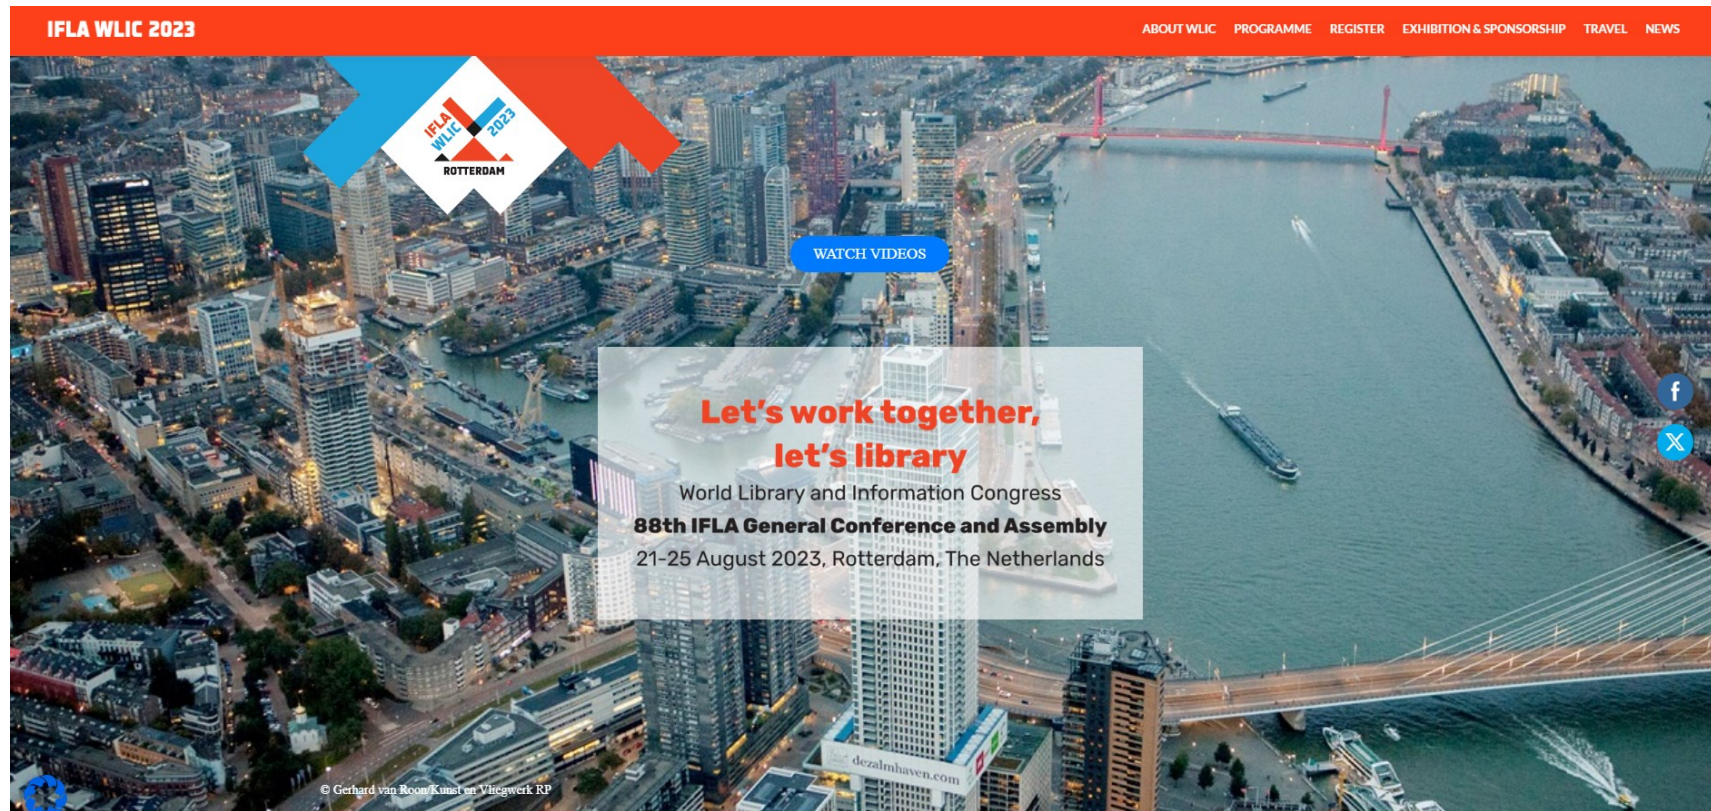 IFLA WLIC 2023
ABOUT WLIC PROGRAMME REGISTER EXHIBITION & SPONSORSHIP TRAVEL NEWS
IFLA
WLIC
2023
ROTTERDAM
WATCH VIDEOS
Let's work together,
let's library
World Library and Information Congress
88th IFLA General Conference and Assembly
21-25 August 2023, Rotterdam, The Netherlands
dezalmhaven.com
© Gerhard van Roon/Kunst en Vliegwerk RP